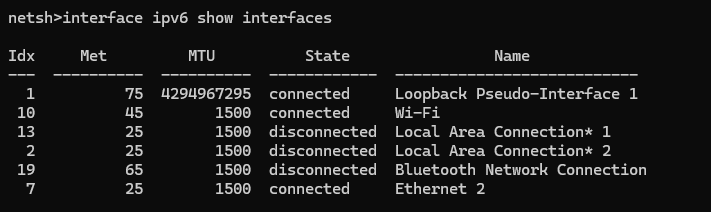 netsh>interface ipv6 show interfaces
Idx     Met         MTU          State                Name
---  ----------  ----------  ------------  ---------------------------
  1          75  4294967295  connected     Loopback Pseudo-Interface 1
 10          45        1500  connected     Wi-Fi
 13          25        1500  disconnected  Local Area Connection* 1
  2          25        1500  disconnected  Local Area Connection* 2
 19          65        1500  disconnected  Bluetooth Network Connection
  7          25        1500  connected     Ethernet 2